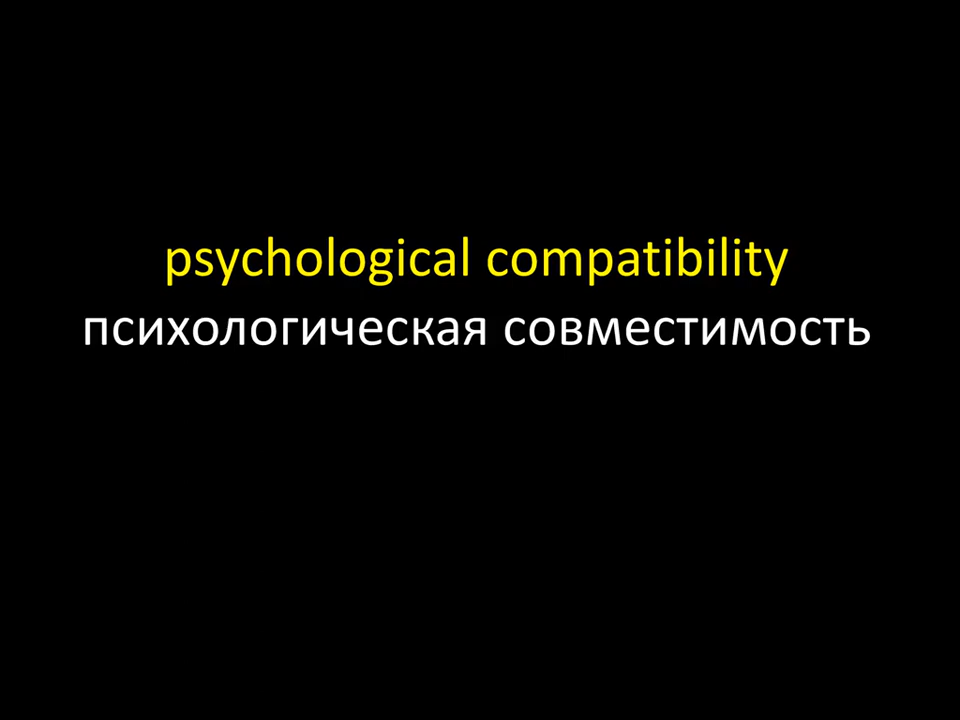 psychological compatibility
психологическая совместимость